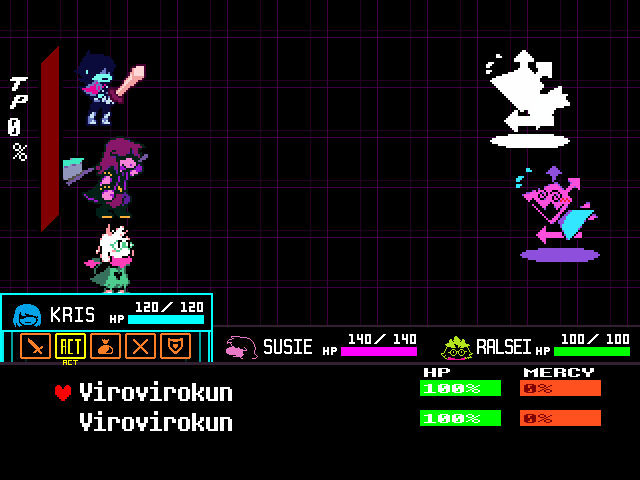 TP
0
%
KRIS HP 120/ 120
ACT
ACT
SUSIE HP 140/ 140
RALSEI HP 100/ 100
HP MERCY
Virovirokun 100% 0%
Virovirokun 100% 0%